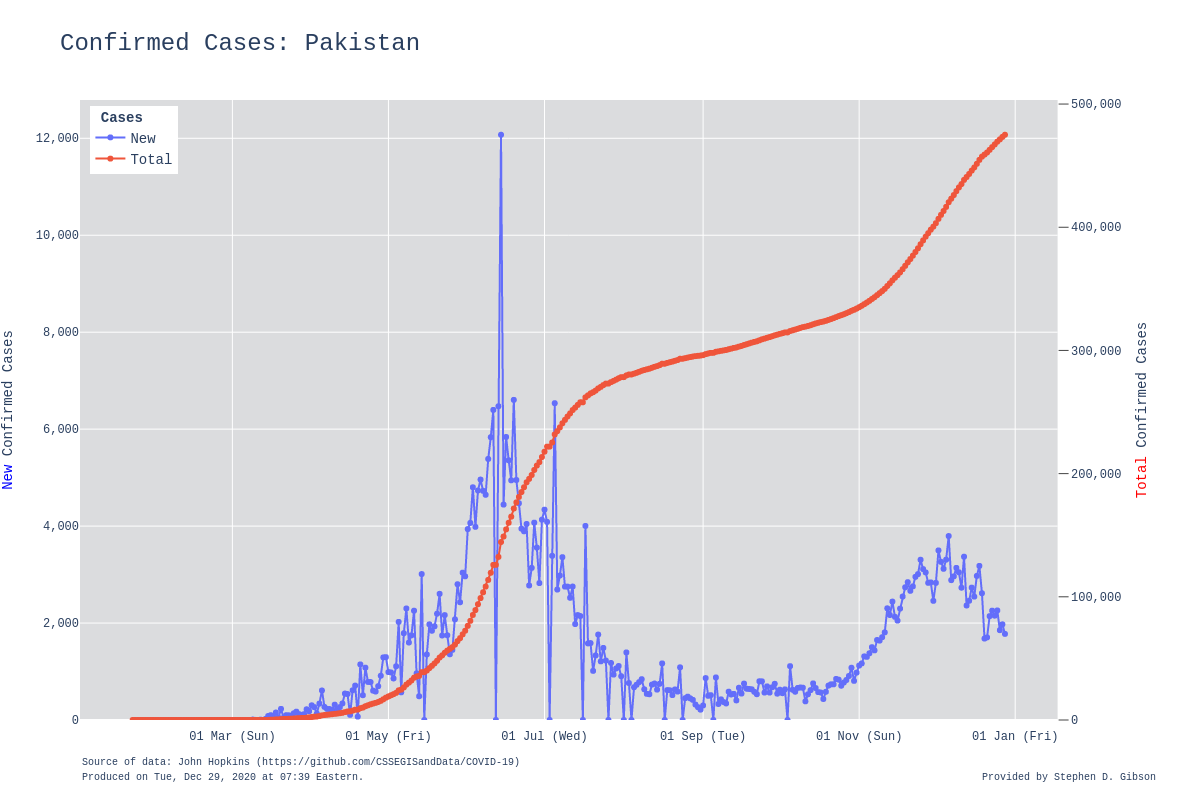 Confirmed Cases: Pakistan
Cases
New
Total
12,000
10,000
8,000
6,000
4,000
2,000
0
500,000
400,000
300,000
200,000
100,000
0
New Confirmed Cases
Total Confirmed Cases
01 Mar (Sun) 01 May (Fri) 01 Jul (Wed) 01 Sep (Tue) 01 Nov (Sun) 01 Jan (Fri)
Source of data: John Hopkins (https://github.com/CSSEGISandData/COVID-19)
Produced on Tue, Dec 29, 2020 at 07:39 Eastern.
Provided by Stephen D. Gibson